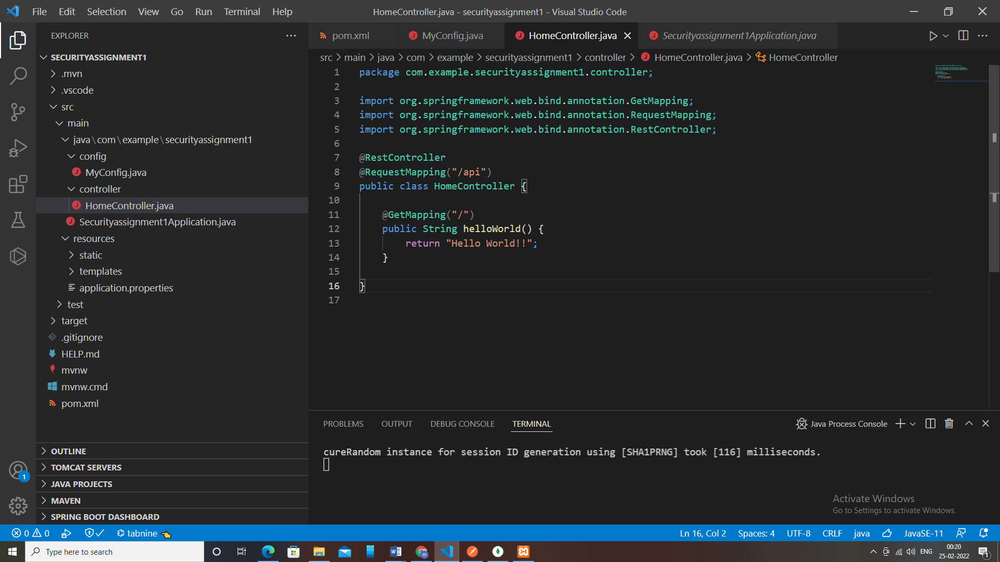 File Edit Selection View Go Run Terminal Help
HomeController.java - securityassignment1 - Visual Studio Code
EXPLORER
SECURITYASSIGNMENT1
.mvn
.vscode
src
main
java\com\example\securityassignment1
config
MyConfig.java
controller
HomeController.java
Securityassignment1Application.java
resources
static
templates
application.properties
test
target
.gitignore
HELP.md
mvnw
mvnw.cmd
pom.xml
OUTLINE
TOMCAT SERVERS
JAVA PROJECTS
MAVEN
SPRING BOOT DASHBOARD
pom.xml MyConfig.java HomeController.java Securityassignment1Application.java
src > main > java > com > example > securityassignment1 > controller > HomeController.java > HomeController
1 package com.example.securityassignment1.controller;
2
3 import org.springframework.web.bind.annotation.GetMapping;
4 import org.springframework.web.bind.annotation.RequestMapping;
5 import org.springframework.web.bind.annotation.RestController;
6
7 @RestController
8 @RequestMapping("/api")
9 public class HomeController {
10
11 @GetMapping("/")
12 public String helloWorld() {
13 return "Hello World!!";
14 }
15
16 }
17
PROBLEMS OUTPUT DEBUG CONSOLE TERMINAL
Java Process Console
cureRandom instance for session ID generation using [SHA1PRNG] took [116] milliseconds.
Activate Windows
Go to Settings to activate Windows.
1
0 0 tabnine
Ln 16, Col 2 Spaces: 4 UTF-8 CRLF java JavaSE-11
Type here to search
ENG
00:20
25-02-2022
1